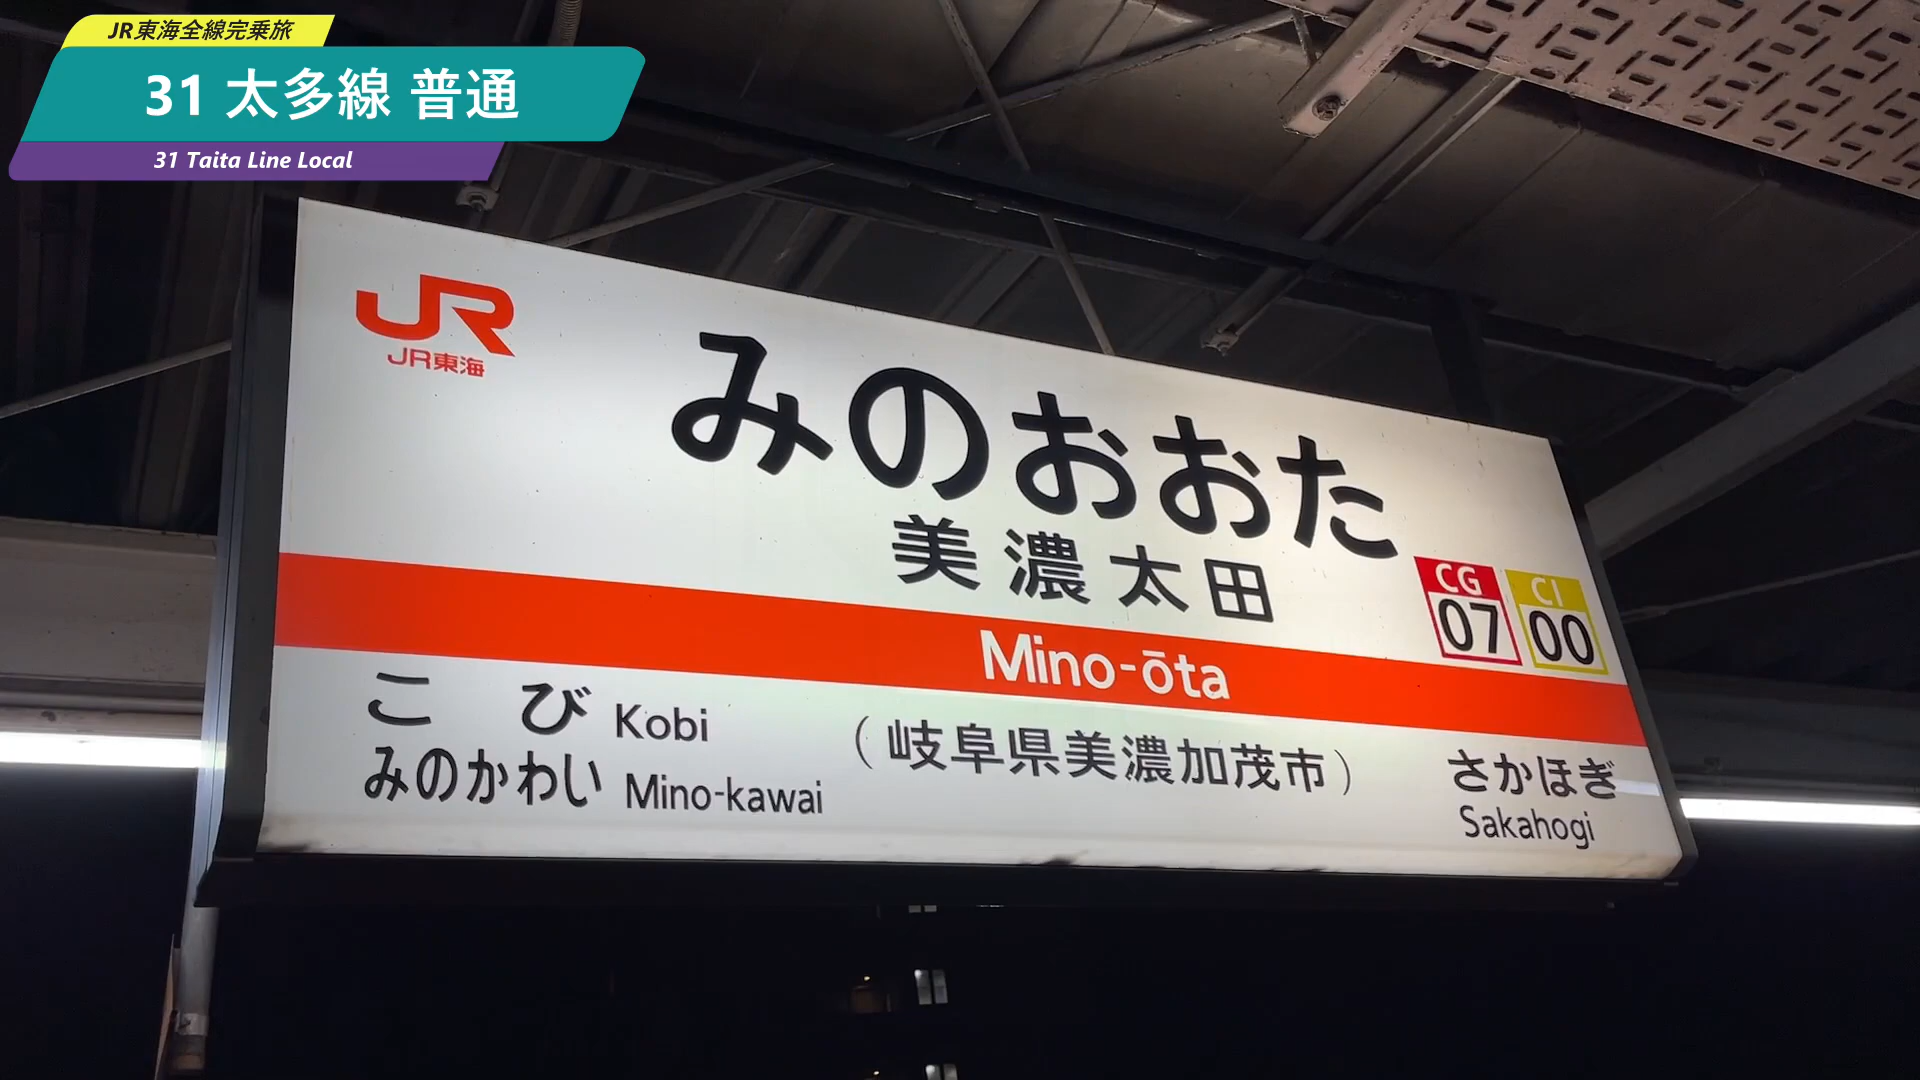 JR東海全線完乗旅
31 太多線 普通
31 Taita Line Local
JR
JR東海
みのおおた
美濃太田
CG
07
CI
00
Mino-ōta
こび Kobi
みのかわい Mino-kawai
（岐阜県美濃加茂市）
さかほぎ
Sakahogi